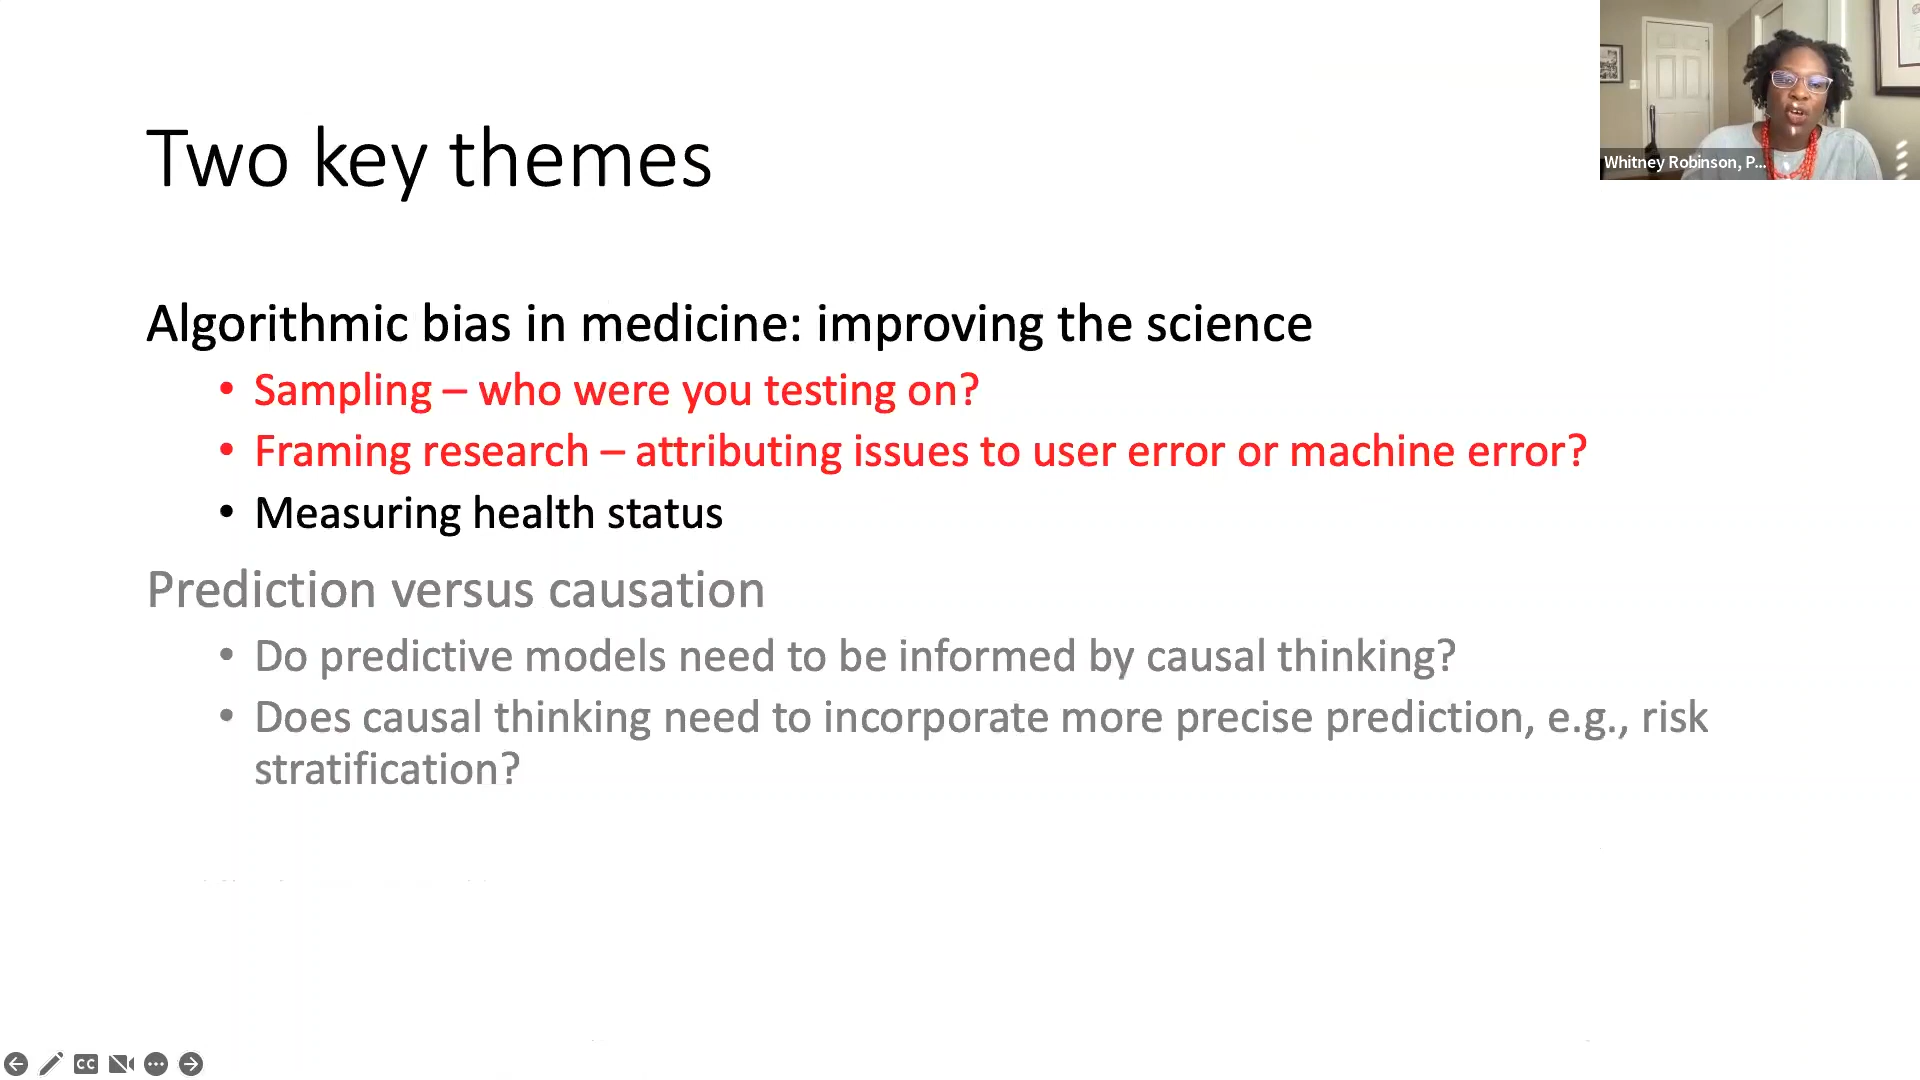 Two key themes
Whitney Robinson, P...
Algorithmic bias in medicine: improving the science
• Sampling – who were you testing on?
• Framing research – attributing issues to user error or machine error?
• Measuring health status
Prediction versus causation
• Do predictive models need to be informed by causal thinking?
• Does causal thinking need to incorporate more precise prediction, e.g., risk
stratification?
CC